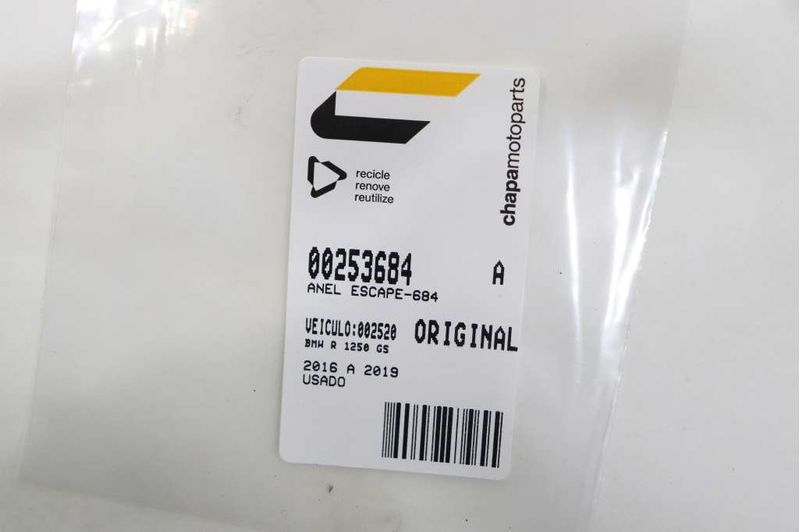 chapamotoparts
recicle
renove
reutilize
00253684 A
ANEL ESCAPE-684
VEICULO:002520 ORIGINAL
BMW R 1250 GS
2016 A 2019
USADO